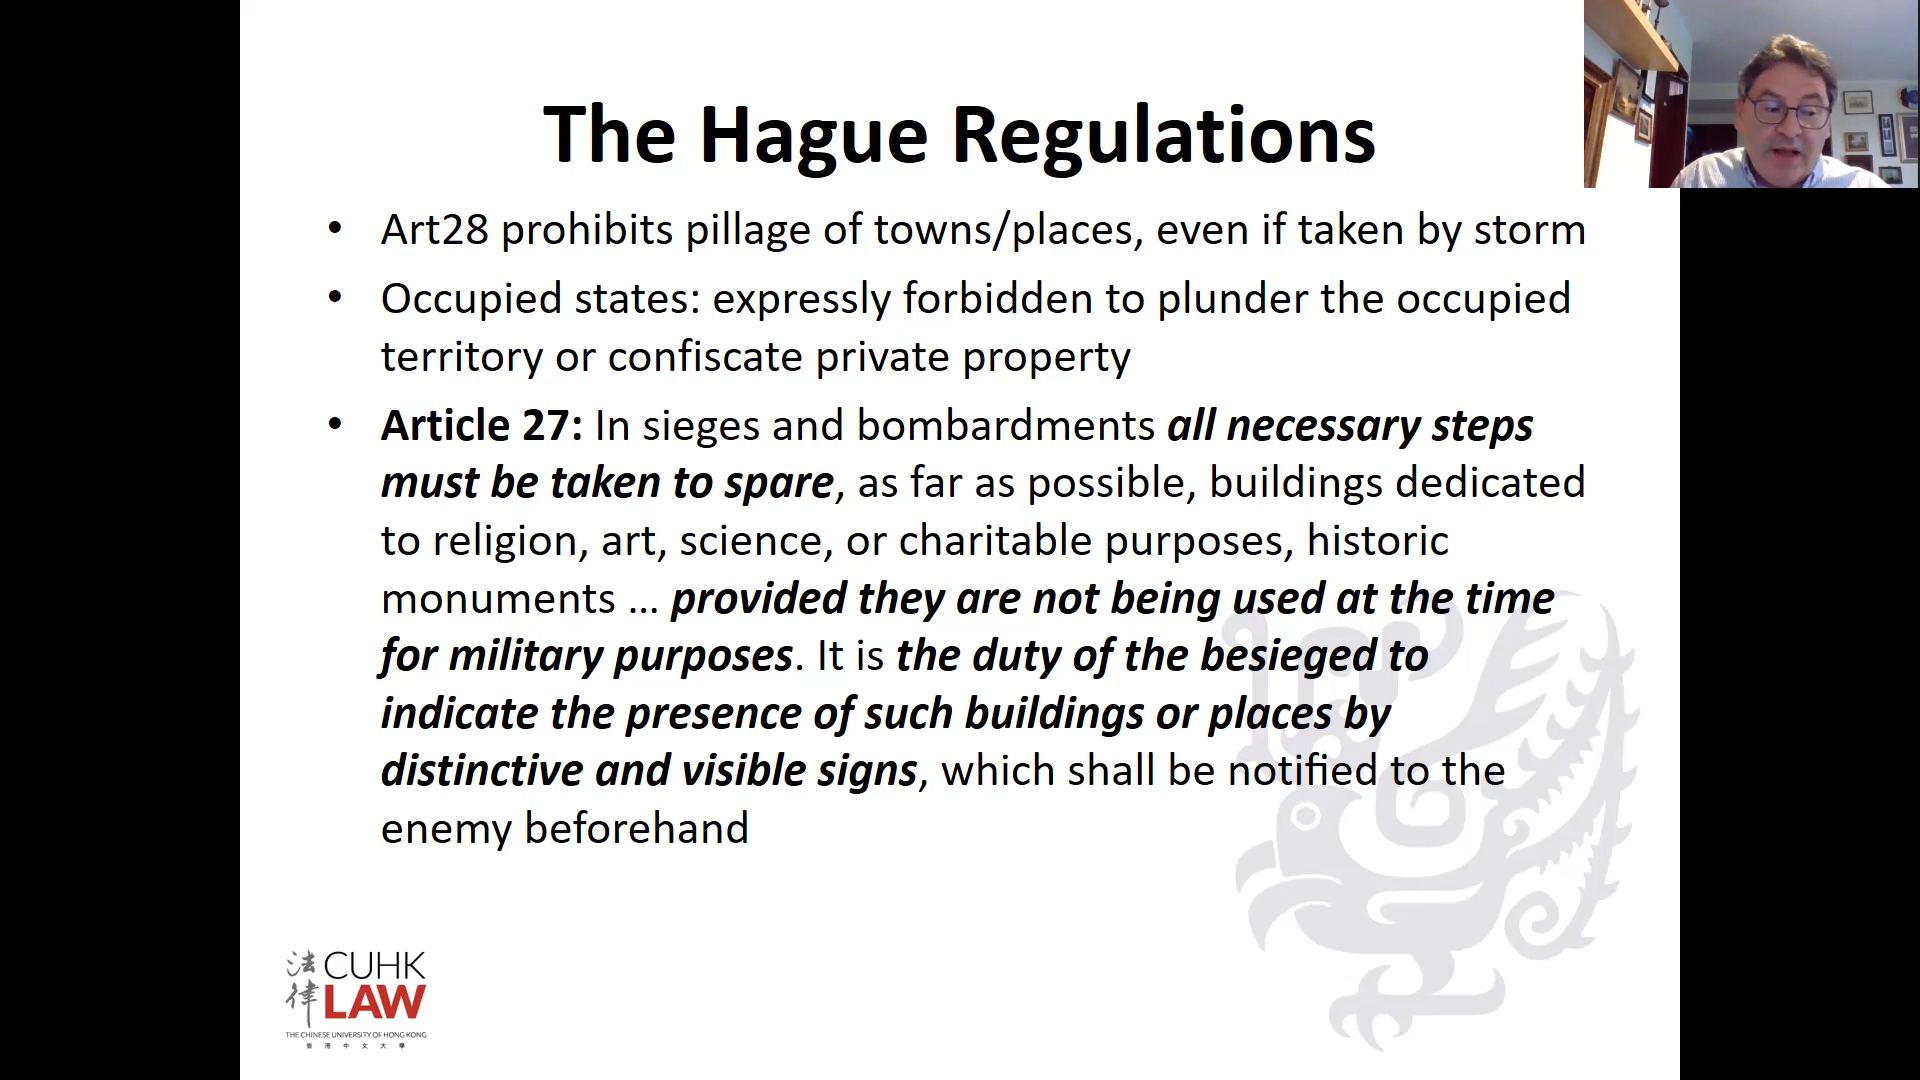 The Hague Regulations
• Art28 prohibits pillage of towns/places, even if taken by storm
• Occupied states: expressly forbidden to plunder the occupied
territory or confiscate private property
• Article 27: In sieges and bombardments all necessary steps
must be taken to spare, as far as possible, buildings dedicated
to religion, art, science, or charitable purposes, historic
monuments … provided they are not being used at the time
for military purposes. It is the duty of the besieged to
indicate the presence of such buildings or places by
distinctive and visible signs, which shall be notified to the
enemy beforehand
法律
CUHK
LAW
THE CHINESE UNIVERSITY OF HONG KONG
香港中文大學